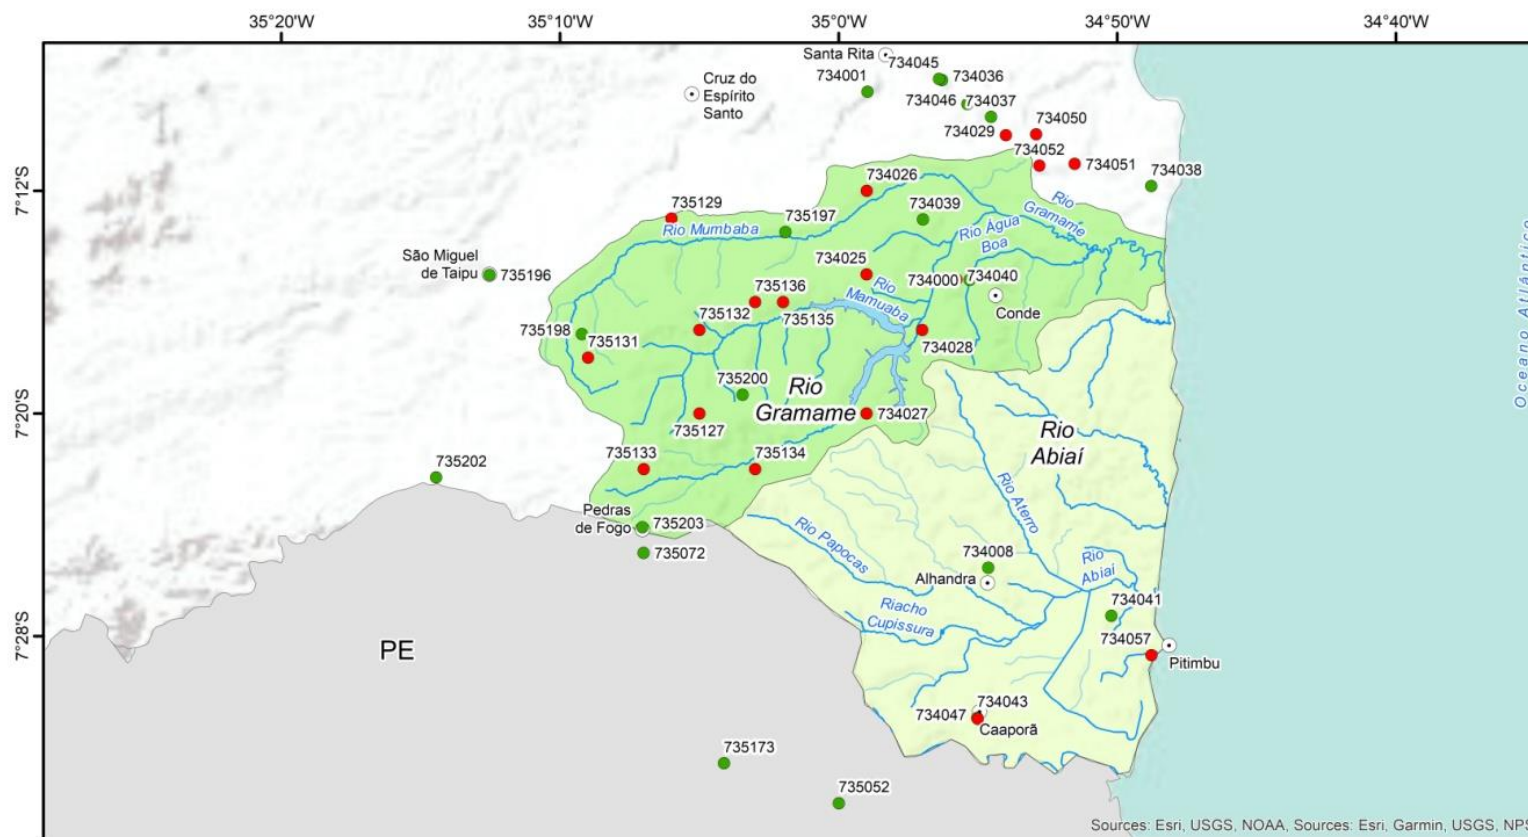 35°20'W
35°10'W
35°0'W
34°50'W
34°40'W
Santa Rita
734045
734036
734001
Cruz do
Espírito
Santo
734046
734037
734029
734050
734052
734051
734038
7°12'S
734026
735129
734039
Rio
Gramame
735197
Rio Mumbaba
Rio Água
Boa
São Miguel
de Taipu
735196
734025
734000
734040
735136
Rio
Mamuaba
Conde
735132
735135
735198
735131
734028
Oceano Atlântico
735200
Rio
Gramame
7°20'S
734027
735127
Rio
Abiaí
735133
735134
735202
Rio Aterro
Pedras
de Fogo
735203
Rio Papocas
735072
734008
Rio
Abiaí
Alhandra
734041
Riacho
Cupissura
7°28'S
PE
734057
Pitimbu
734043
734047
Caaporã
735173
735052
Sources: Esri, USGS, NOAA, Sources: Esri, Garmin, USGS, NPS